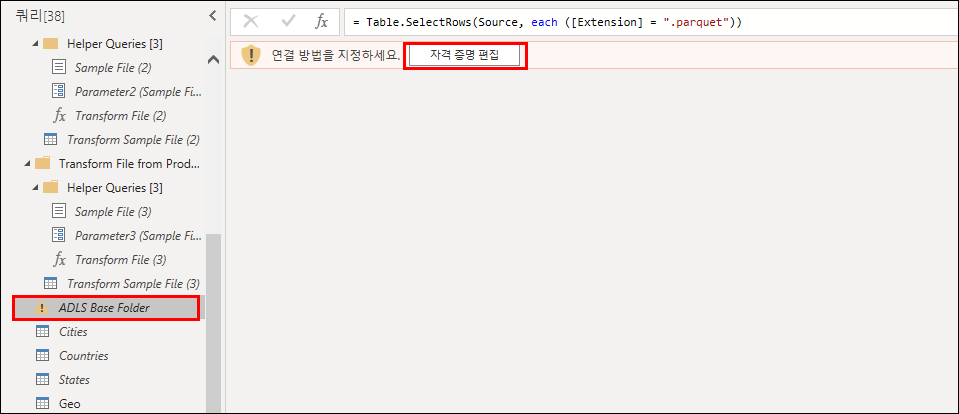 쿼리[38]
Helper Queries [3]
Sample File (2)
Parameter2 (Sample Fi...
fx Transform File (2)
Transform Sample File (2)
Transform File from Prod...
Helper Queries [3]
Sample File (3)
Parameter3 (Sample Fi...
fx Transform File (3)
Transform Sample File (3)
ADLS Base Folder
Cities
Countries
States
Geo
fx = Table.SelectRows(Source, each ([Extension] = ".parquet"))
연결 방법을 지정하세요. 자격 증명 편집